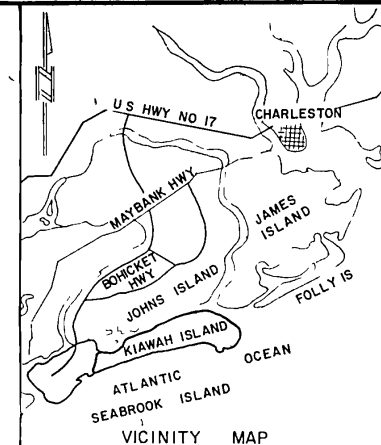 N
U S HWY NO 17
CHARLESTON
MAYBANK HWY
JAMES
ISLAND
BOHICKET
HWY
JOHNS ISLAND
FOLLY IS
KIAWAH ISLAND
ATLANTIC OCEAN
SEABROOK ISLAND
VICINITY MAP